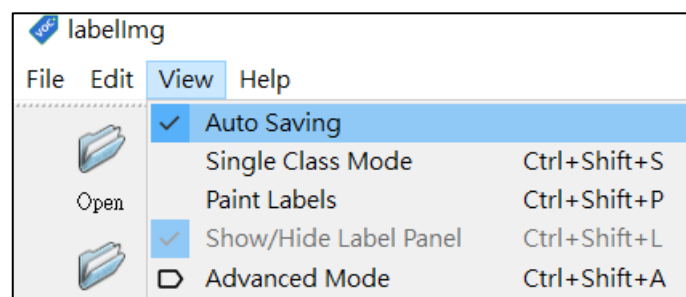 labelImg
File Edit View Help
Auto Saving
Single Class Mode Ctrl+Shift+S
Open Paint Labels Ctrl+Shift+P
Show/Hide Label Panel Ctrl+Shift+L
Advanced Mode Ctrl+Shift+A